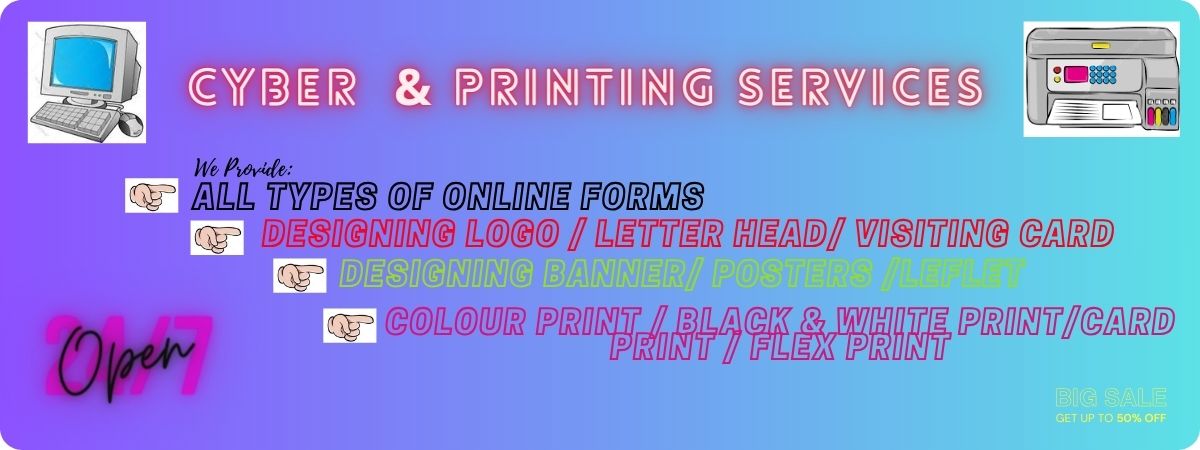 CYBER & PRINTING SERVICES
We Provide:
ALL TYPES OF ONLINE FORMS
DESIGNING LOGO / LETTER HEAD/ VISITING CARD
DESIGNING BANNER/ POSTERS /LEFLET
COLOUR PRINT / BLACK & WHITE PRINT/CARD
PRINT / FLEX PRINT
24/7
Open
BIG SALE
GET UP TO 50% OFF